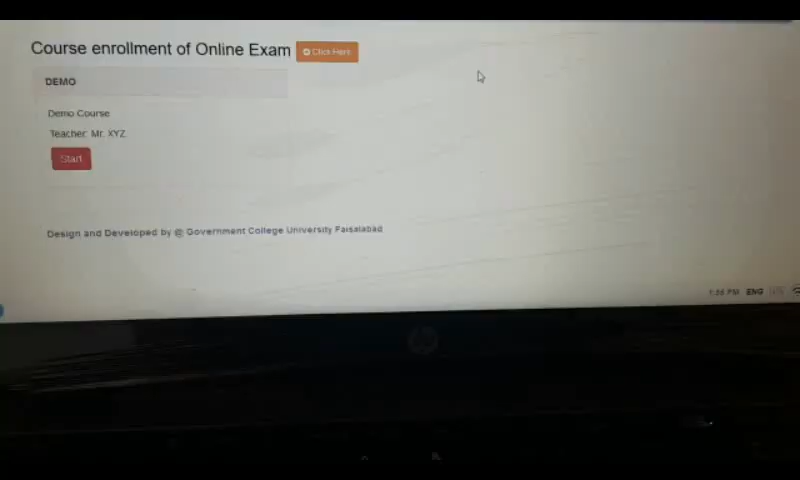 Course enrollment of Online Exam Click Here
DEMO
Demo Course
Teacher: Mr. XYZ
Start
Design and Developed by @ Government College University Faisalabad
ENG
hp